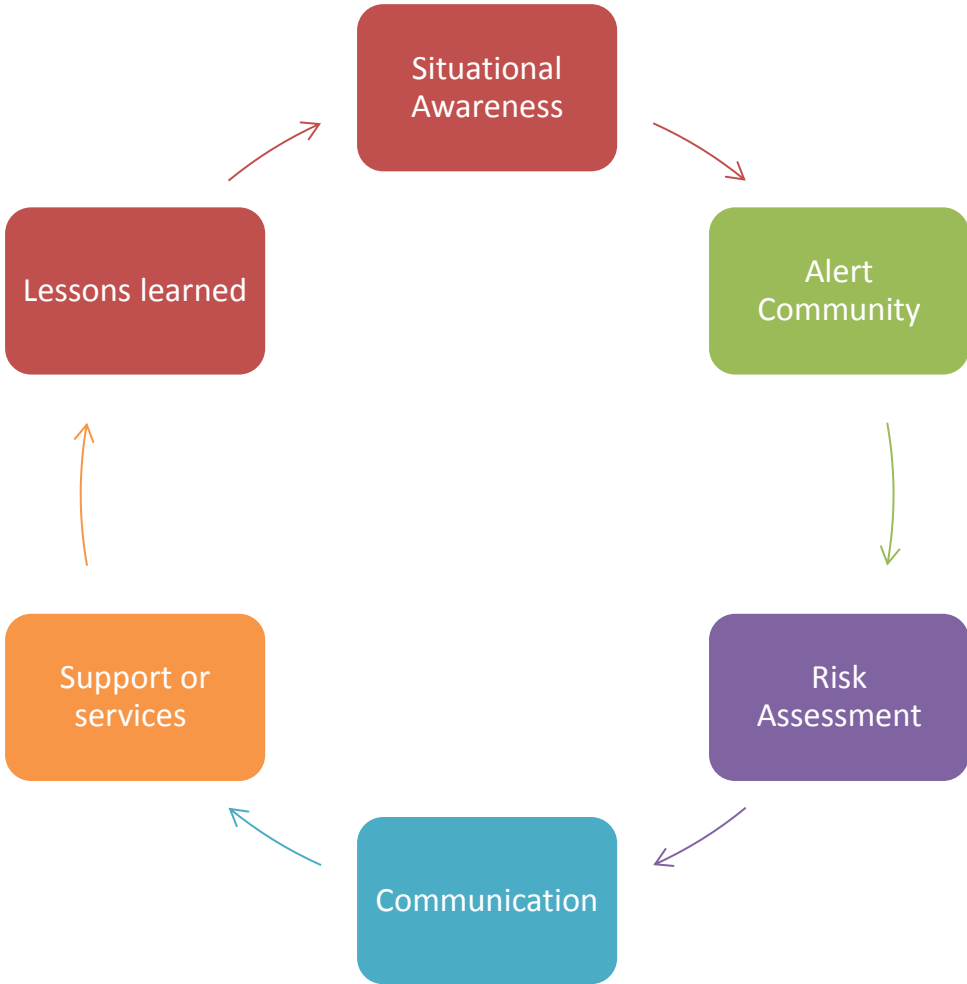 Situational
Awareness
Alert
Community
Risk
Assessment
Communication
Support or
services
Lessons learned